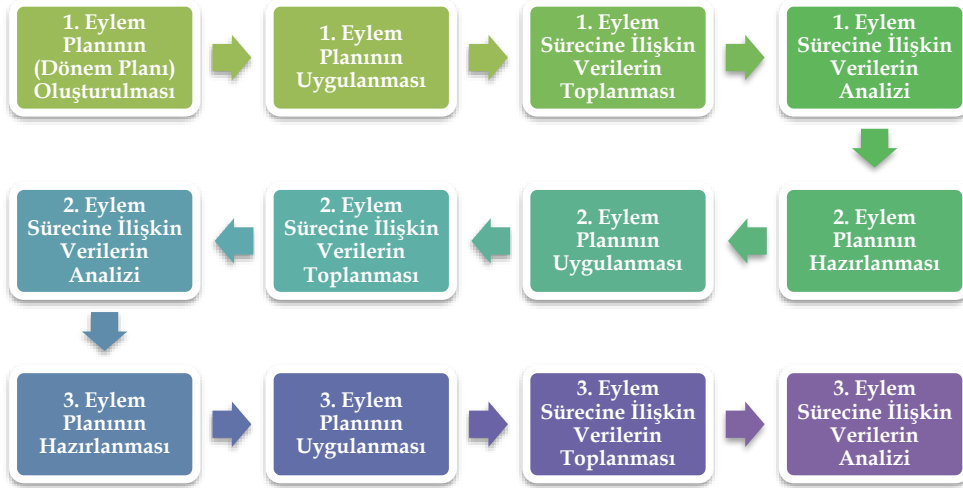 1. Eylem
Planının
(Dönem Planı)
Oluşturulması
1. Eylem
Planının
Uygulanması
1. Eylem
Sürecine İlişkin
Verilerin
Toplanması
1. Eylem
Sürecine İlişkin
Verilerin
Analizi
2. Eylem
Planının
Hazırlanması
2. Eylem
Planının
Uygulanması
2. Eylem
Sürecine İlişkin
Verilerin
Toplanması
2. Eylem
Sürecine İlişkin
Verilerin
Analizi
3. Eylem
Planının
Hazırlanması
3. Eylem
Planının
Uygulanması
3. Eylem
Sürecine İlişkin
Verilerin
Toplanması
3. Eylem
Sürecine İlişkin
Verilerin
Analizi